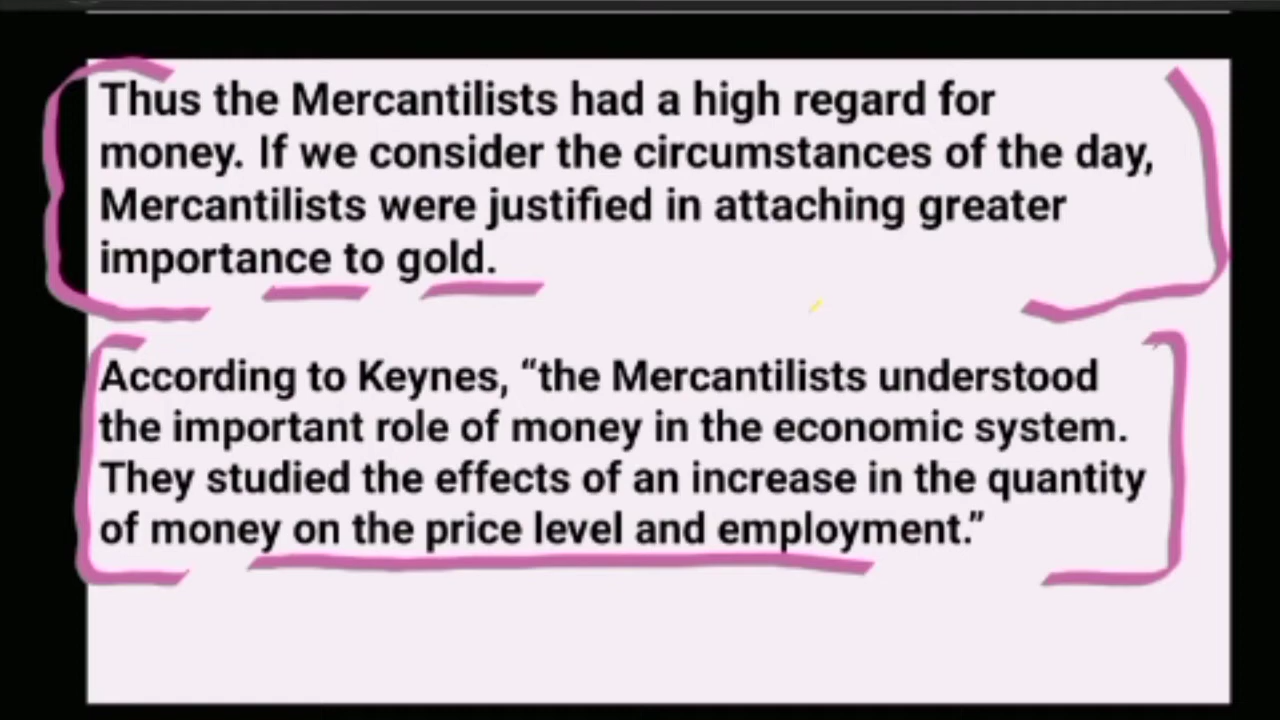 Thus the Mercantilists had a high regard for
money. If we consider the circumstances of the day,
Mercantilists were justified in attaching greater
importance to gold.
According to Keynes, “the Mercantilists understood
the important role of money in the economic system.
They studied the effects of an increase in the quantity
of money on the price level and employment.”